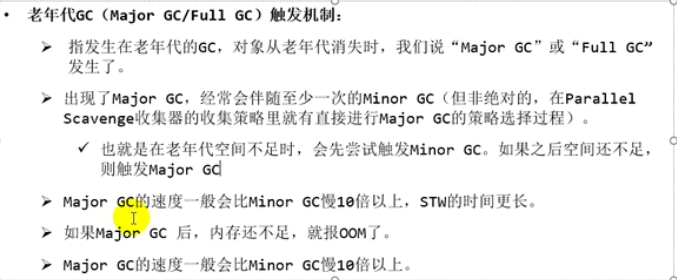 • 老年代GC（Major GC/Full GC）触发机制：
➢ 指发生在老年代的GC，对象从老年代消失时，我们说“Major GC”或“Full GC”
发生了。
➢ 出现了Major GC，经常会伴随至少一次的Minor GC（但非绝对的，在Parallel
Scavenge收集器的收集策略里就有直接进行Major GC的策略选择过程）。
✓ 也就是在老年代空间不足时，会先尝试触发Minor GC。如果之后空间还不足，
则触发Major GC
➢ Major GC的速度一般会比Minor GC慢10倍以上，STW的时间更长。
➢ 如果Major GC 后，内存还不足，就报OOM了。
➢ Major GC的速度一般会比Minor GC慢10倍以上。